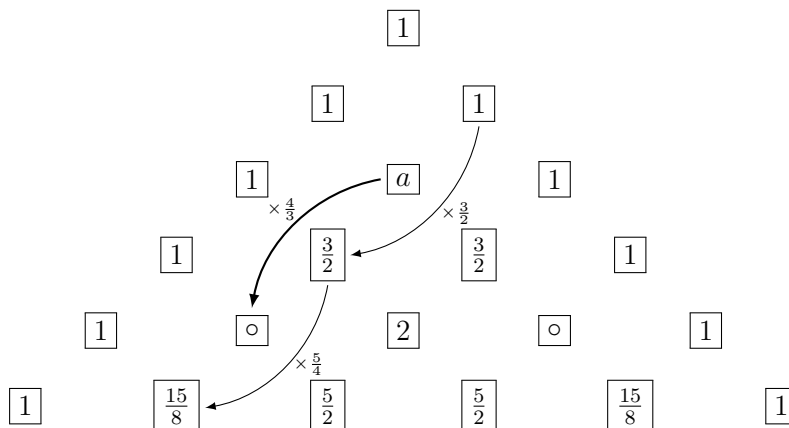 1
1 1
1 a 1
× 4/3 × 3/2
1 3/2 3/2 1
1 ∘ 2 ∘ 1
× 5/4
1 15/8 5/2 5/2 15/8 1